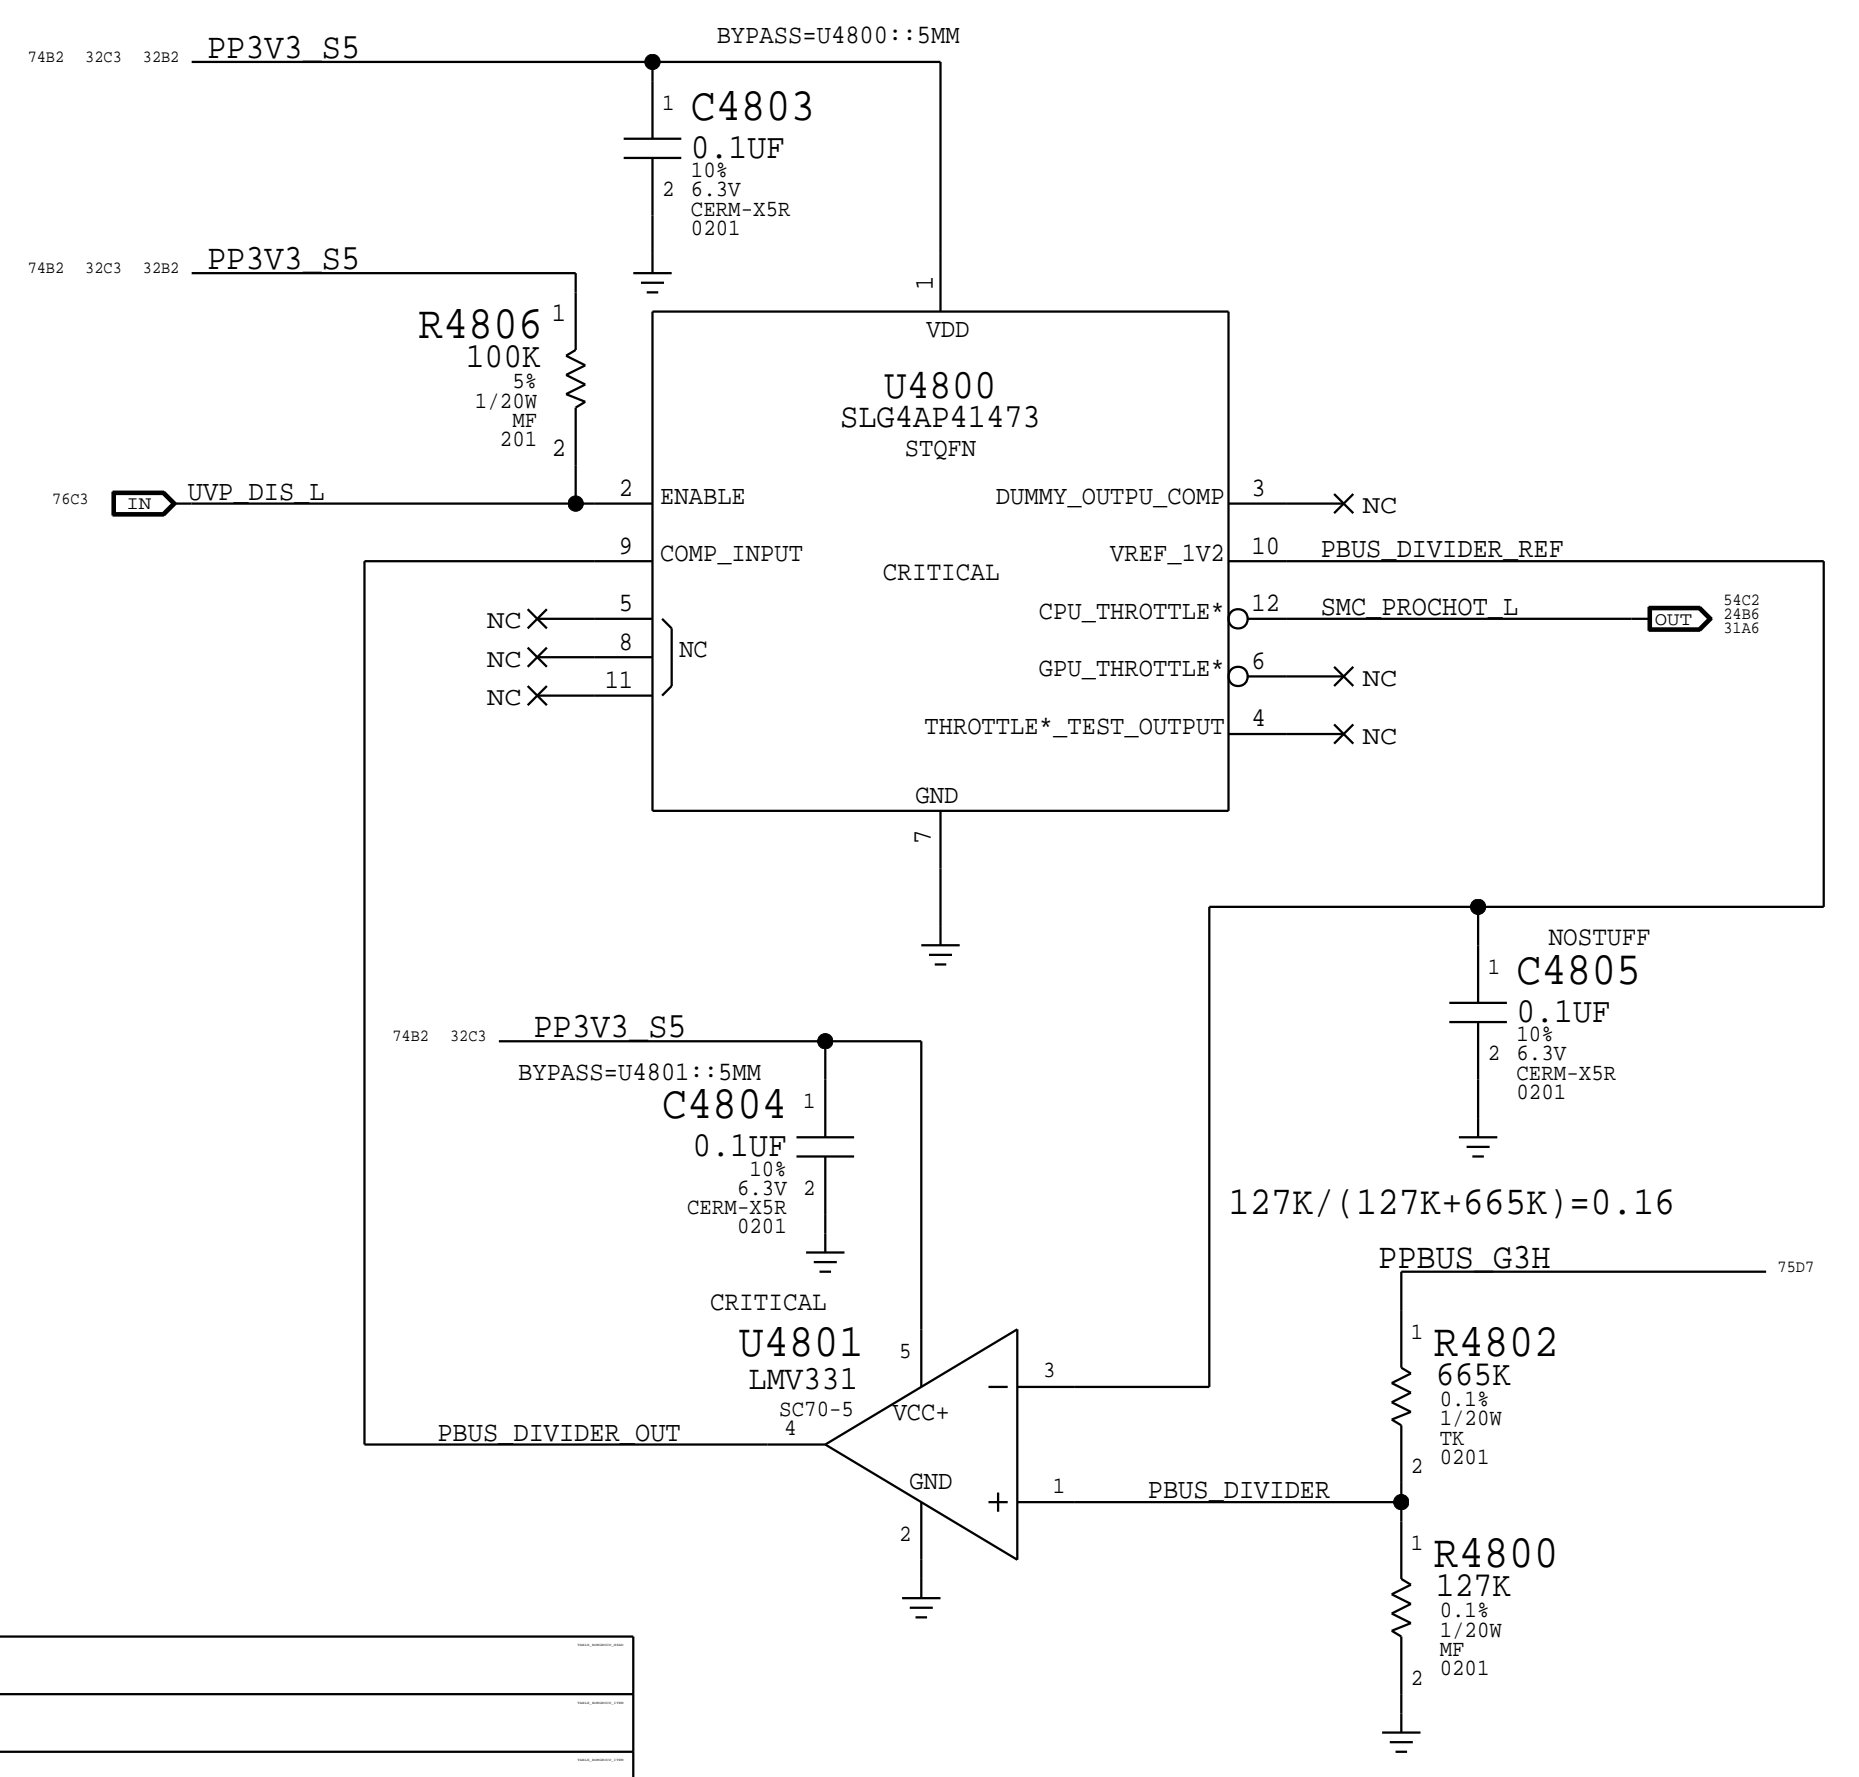 BYPASS=U4800::5MM
74B2 32C3 32B2 PP3V3_S5
1 C4803
0.1UF
10%
2 6.3V
CERM-X5R
0201
74B2 32C3 32B2 PP3V3_S5
R4806 1
100K
5%
1/20W
MF
201 2
1
VDD
U4800
SLG4AP41473
STQFN
76C3 IN UVP_DIS_L 2 ENABLE
DUMMY_OUTPU_COMP 3 NC
9 COMP_INPUT
VREF_1V2 10 PBUS_DIVIDER_REF
CRITICAL
NC 5
NC 8 NC
NC 11
CPU_THROTTLE* 12 SMC_PROCHOT_L OUT
54C2
24B6
31A6
GPU_THROTTLE* 6 NC
THROTTLE*_TEST_OUTPUT 4 NC
GND
7
NOSTUFF
1 C4805
0.1UF
10%
2 6.3V
CERM-X5R
0201
74B2 32C3 PP3V3_S5
BYPASS=U4801::5MM
C4804 1
0.1UF
10%
6.3V 2
CERM-X5R
0201
127K/(127K+665K)=0.16
PPBUS_G3H 75D7
CRITICAL
U4801 5
LMV331
SC70-5
4
VCC+
3
-
PBUS_DIVIDER_OUT
GND
2
+
1 PBUS_DIVIDER
1 R4802
665K
0.1%
1/20W
TK
2 0201
1 R4800
127K
0.1%
1/20W
MF
2 0201